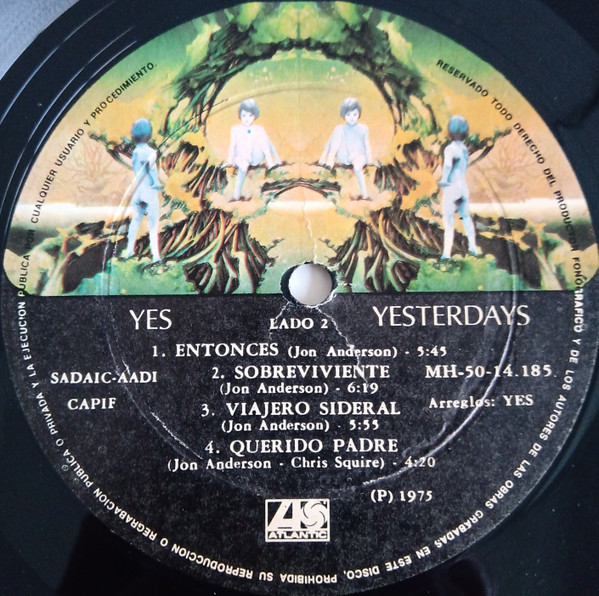 RESERVADO TODO DERECHO DEL PRODUCTOR FONOGRAFICO Y DE LOS AUTORES DE LAS OBRAS GRABADAS EN ESTE DISCO. PROHIBIDA SU REPRODUCCION O REGRABACION PUBLICA O PRIVADA Y LA EJECUCION PUBLICA POR CUALQUIER USUARIO Y PROCEDIMIENTO.
YES LADO 2 YESTERDAYS
1. ENTONCES (Jon Anderson) - 5:45
SADAIC-AADI 2. SOBREVIVIENTE MH-50-14.185
(Jon Anderson) - 6:19
CAPIF 3. VIAJERO SIDERAL Arreglos: YES
(Jon Anderson) - 5:55
4. QUERIDO PADRE
(Jon Anderson - Chris Squire) - 4:20
(P) 1975
ATLANTIC